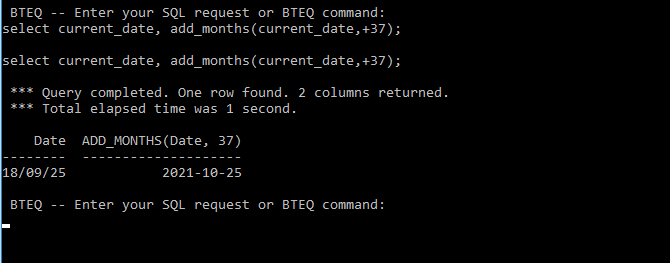 BTEQ -- Enter your SQL request or BTEQ command:
select current_date, add_months(current_date,+37);
select current_date, add_months(current_date,+37);
*** Query completed. One row found. 2 columns returned.
*** Total elapsed time was 1 second.
    Date  ADD_MONTHS(Date, 37)
--------  --------------------
18/09/25            2021-10-25
BTEQ -- Enter your SQL request or BTEQ command: